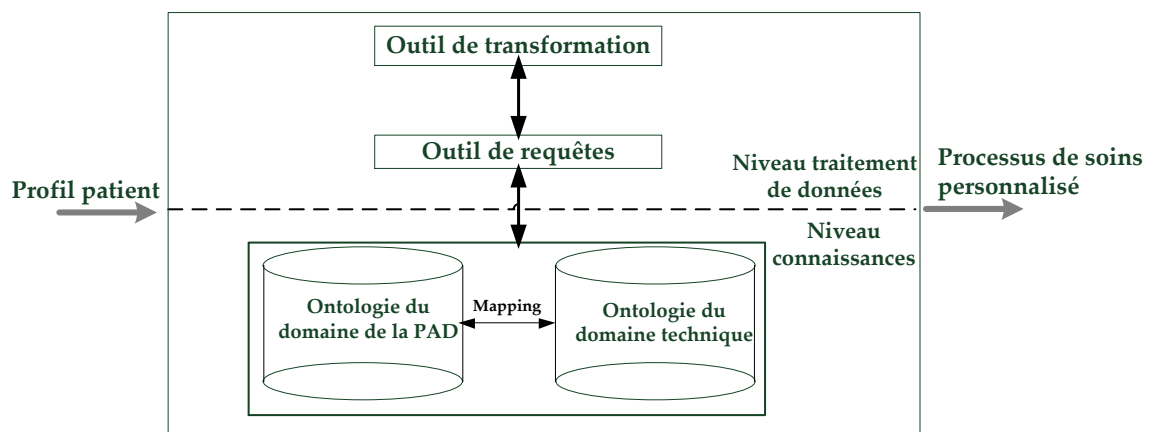 Outil de transformation
Outil de requêtes
Niveau traitement
de données
Processus de soins
personnalisé
Profil patient
Niveau
connaissances
Ontologie du
domaine de la PAD
Mapping
Ontologie du
domaine technique